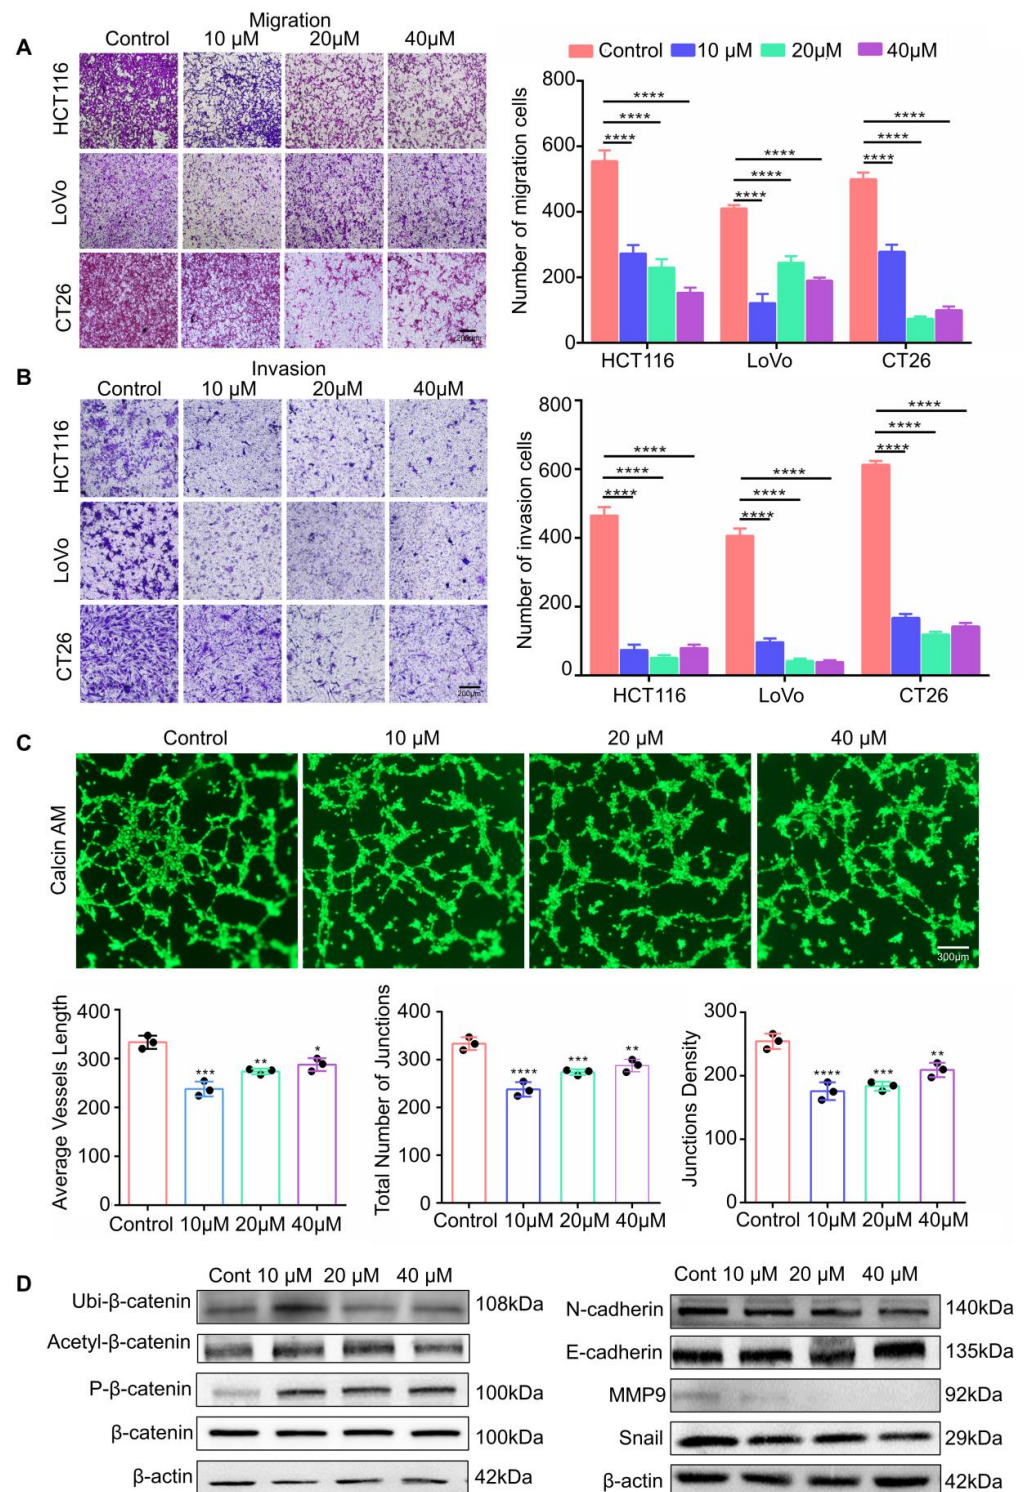 A
Migration
Control 10 µM 20µM 40µM
HCT116
LoVo
CT26
200µm
Control 10 µM 20µM 40µM
Number of migration cells
800
600
400
200
0
**** **** ****
**** **** ****
**** **** ****
HCT116 LoVo CT26
B
Invasion
Control 10 µM 20µM 40µM
HCT116
LoVo
CT26
200µm
Number of invasion cells
800
600
400
200
0
**** **** ****
**** **** ****
**** **** ****
HCT116 LoVo CT26
C
Control 10 µM 20 µM 40 µM
Calcin AM
300µm
Average Vessels Length
400
300
200
100
0
*** ** *
Control 10µM 20µM 40µM
Total Number of Junctions
400
300
200
100
0
**** *** **
Control 10µM 20µM 40µM
Junctions Density
300
200
100
0
**** *** **
Control 10µM 20µM 40µM
D
Cont 10 µM 20 µM 40 µM
Ubi-β-catenin 108kDa
Acetyl-β-catenin
P-β-catenin 100kDa
β-catenin 100kDa
β-actin 42kDa
Cont 10 µM 20 µM 40 µM
N-cadherin 140kDa
E-cadherin 135kDa
MMP9 92kDa
Snail 29kDa
β-actin 42kDa